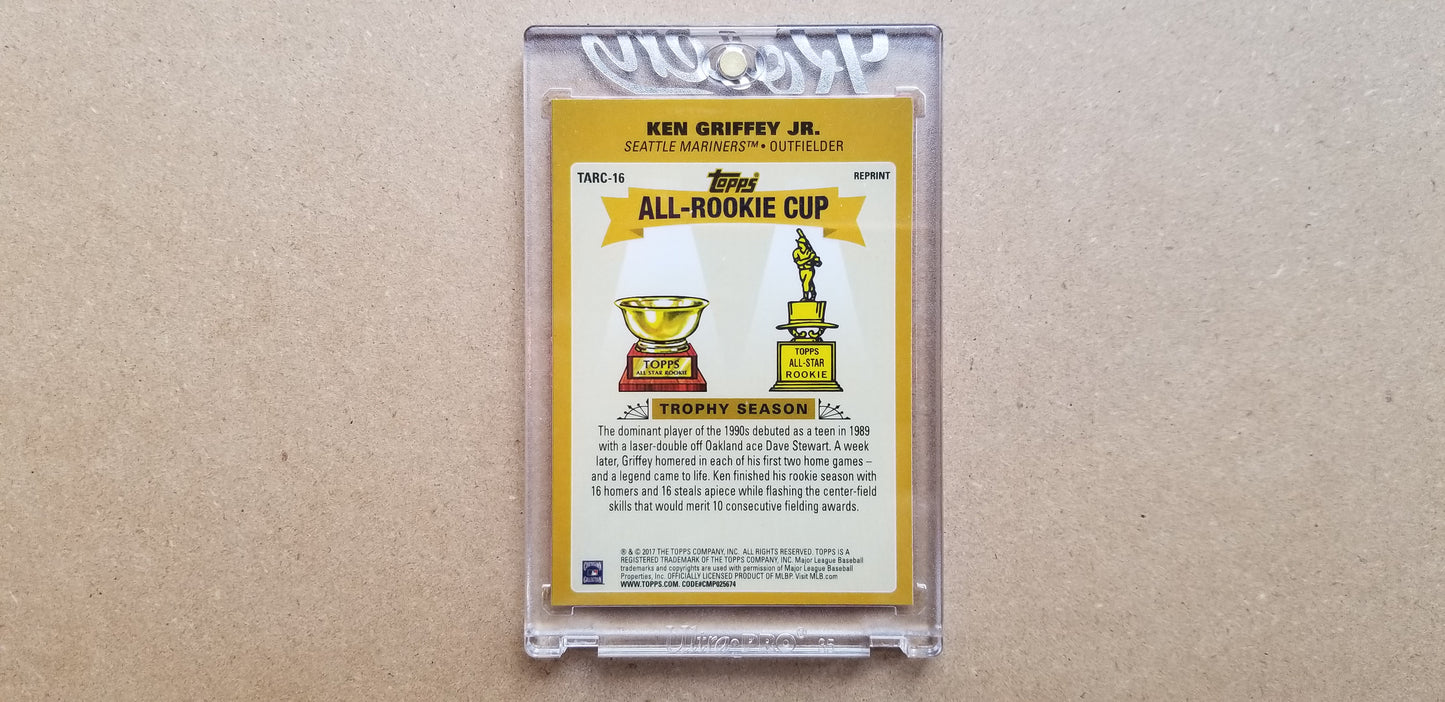 Rookie
KEN GRIFFEY JR.
SEATTLE MARINERS™ • OUTFIELDER
TARC-16
topps
REPRINT
ALL-ROOKIE CUP
TOPPS
ALL STAR ROOKIE
TOPPS
ALL-STAR
ROOKIE
TROPHY SEASON
The dominant player of the 1990s debuted as a teen in 1989
with a laser-double off Oakland ace Dave Stewart. A week
later, Griffey homered in each of his first two home games –
and a legend came to life. Ken finished his rookie season with
16 homers and 16 steals apiece while flashing the center-field
skills that would merit 10 consecutive fielding awards.
® & © 2017 THE TOPPS COMPANY, INC. ALL RIGHTS RESERVED. TOPPS IS A
REGISTERED TRADEMARK OF THE TOPPS COMPANY, INC. Major League Baseball
trademarks and copyrights are used with permission of Major League Baseball
Properties, Inc. OFFICIALLY LICENSED PRODUCT OF MLBP. Visit MLB.com
WWW.TOPPS.COM. CODE#CMP025674
Ultra PRO® 35